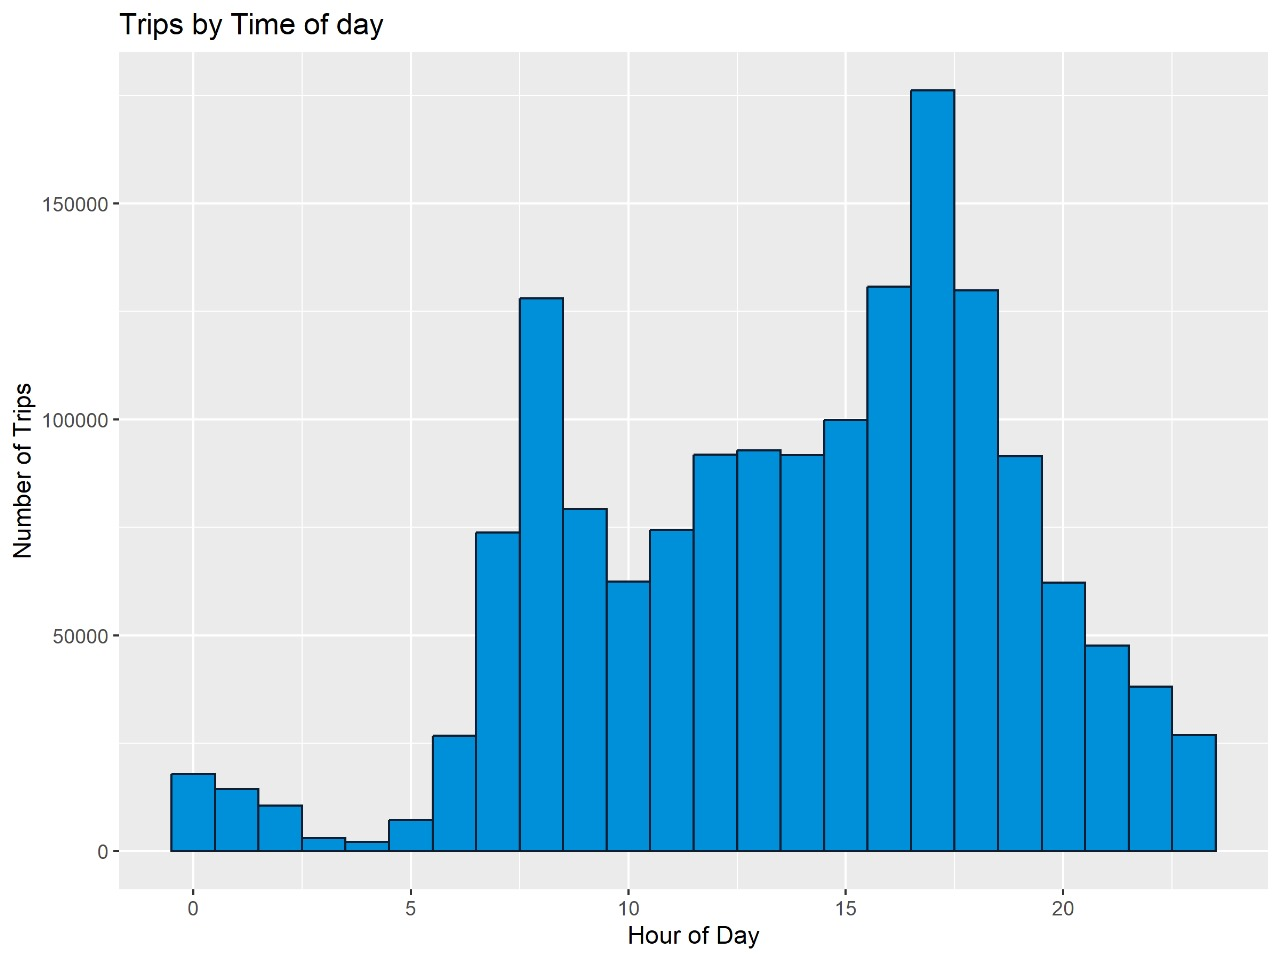 Trips by Time of day
Number of Trips
150000
100000
50000
0
0 5 10 15 20
Hour of Day